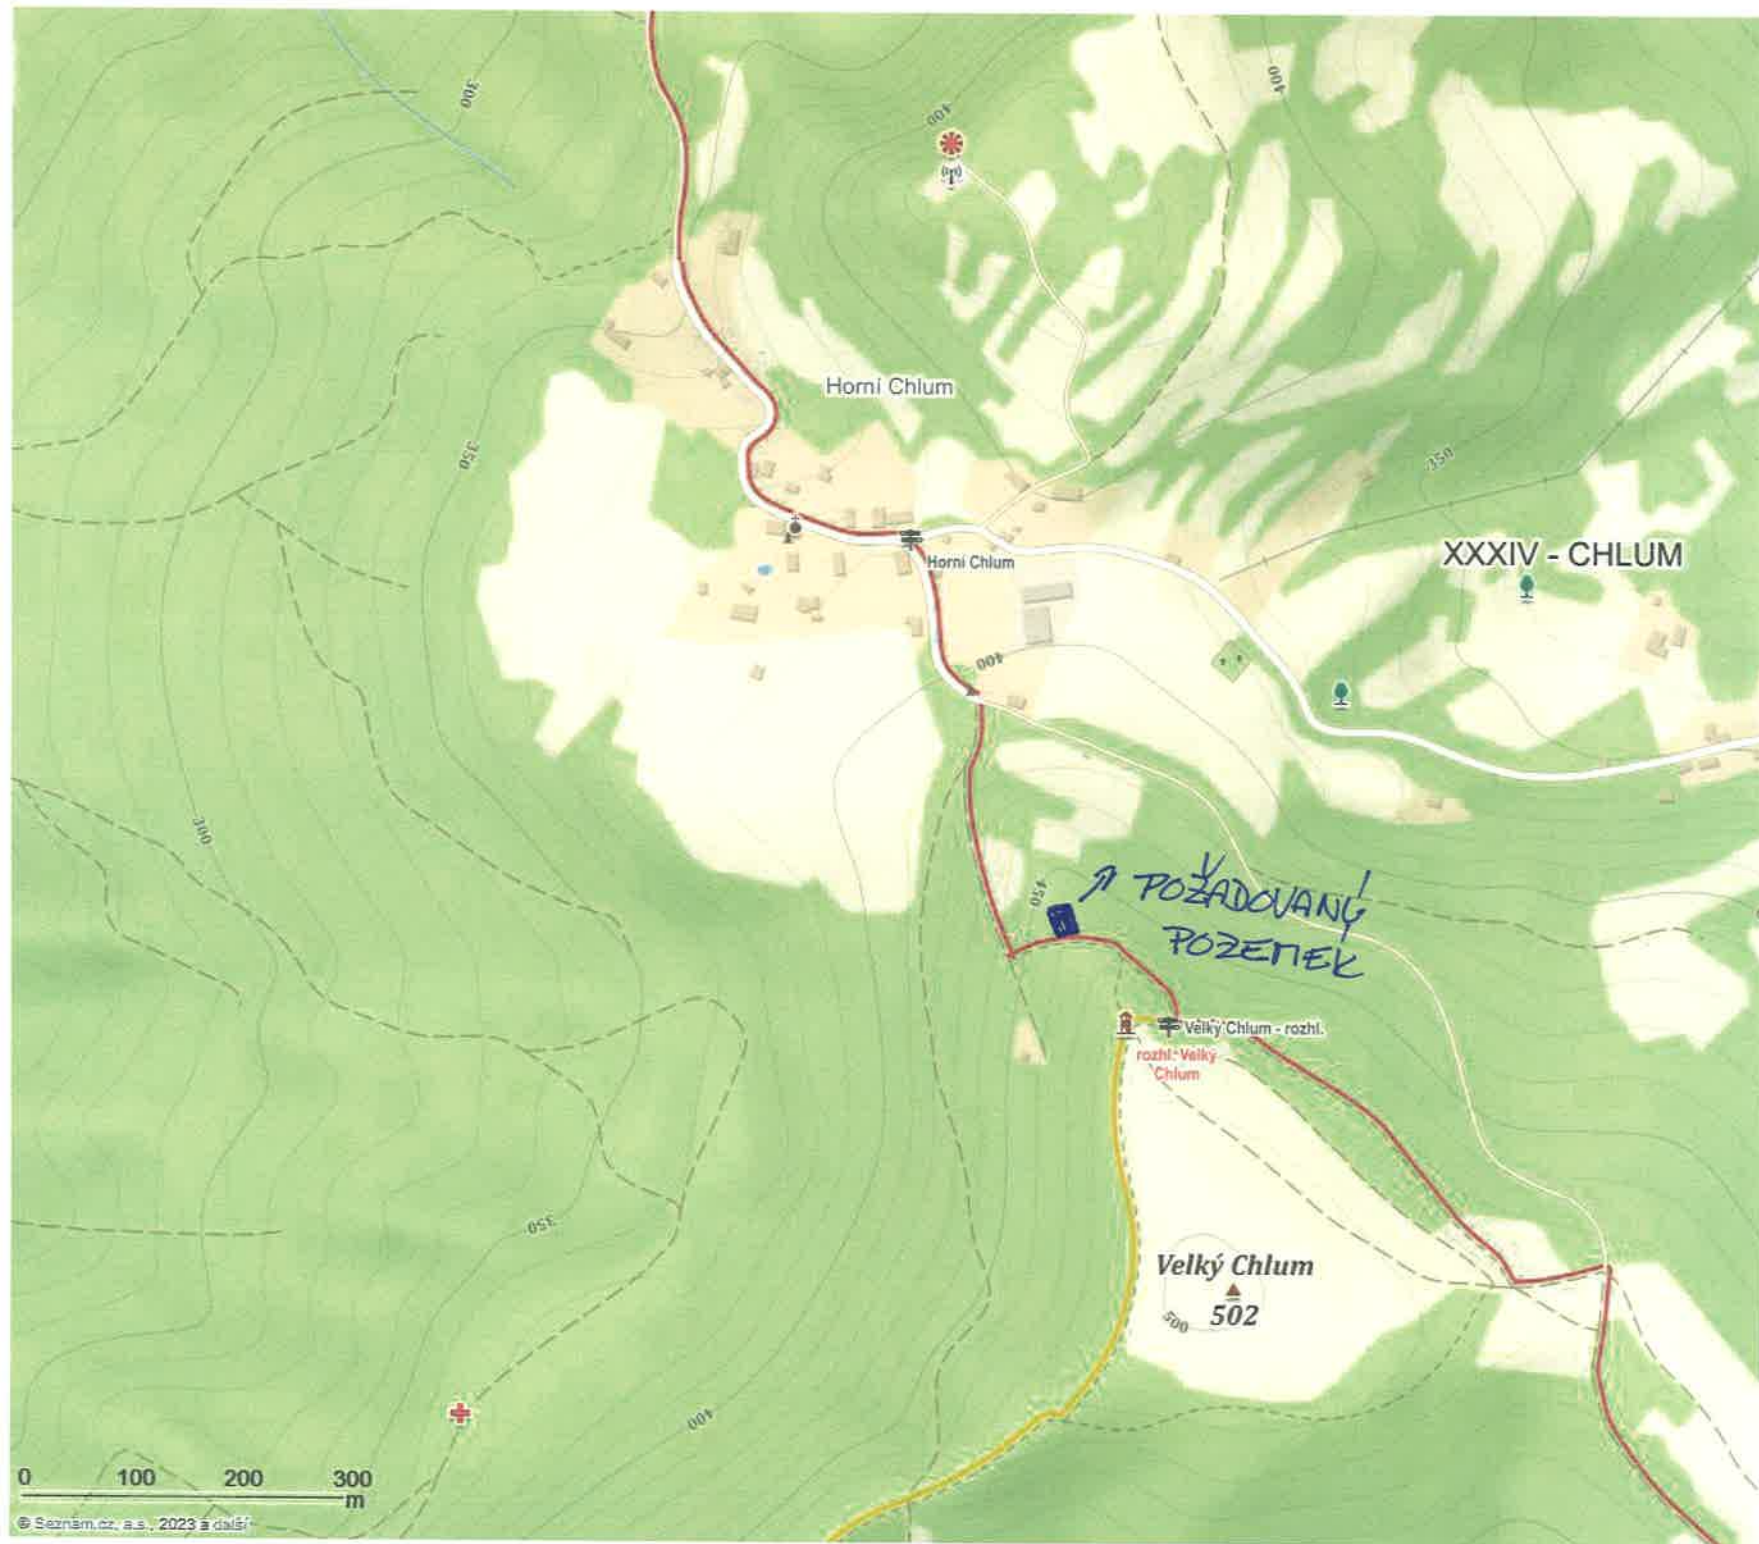 300
400
400
Horní Chlum
350
350
XXXIV - CHLUM
Horní Chlum
400
300
450
POŽADOVANÝ
POZEMEK
Velký Chlum - rozhl.
rozhl. Velký
Chlum
350
Velký Chlum
502
500
400
0 100 200 300
m
© Seznam.cz, a.s., 2023 a další